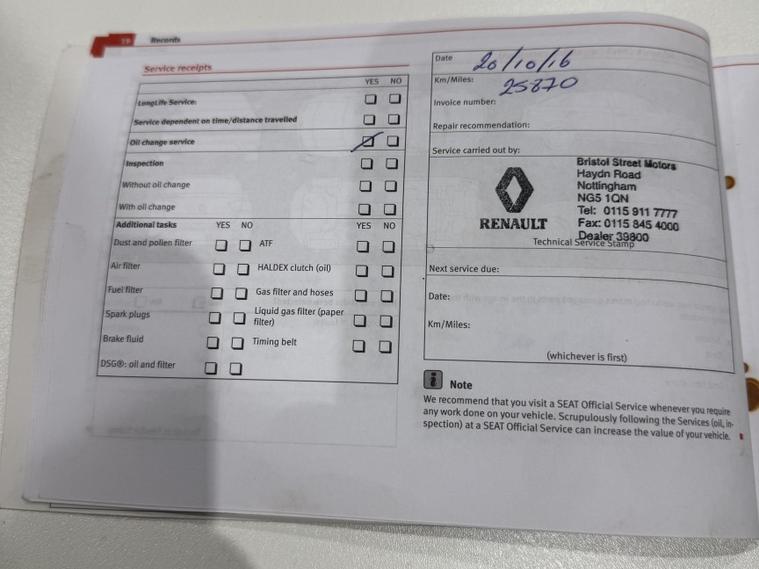 Records
Service receipts
YES NO
LongLife Service:
Service dependent on time/distance travelled
Oil change service
Inspection
Without oil change
With oil change
Additional tasks YES NO YES NO
Dust and pollen filter ATF
Air filter HALDEX clutch (oil)
Fuel filter Gas filter and hoses
Spark plugs Liquid gas filter (paper
filter)
Brake fluid Timing belt
DSG®: oil and filter
Date 20/10/16
Km/Miles: 25870
Invoice number:
Repair recommendation:
Service carried out by:
RENAULT
Bristol Street Motors
Haydn Road
Nottingham
NG5 1QN
Tel: 0115 911 7777
Fax: 0115 845 4000
Dealer 39800
Technical Service Stamp
Next service due:
Date:
Km/Miles:
(whichever is first)
i Note
We recommend that you visit a SEAT Official Service whenever you require
any work done on your vehicle. Scrupulously following the Services (oil, in-
spection) at a SEAT Official Service can increase the value of your vehicle.